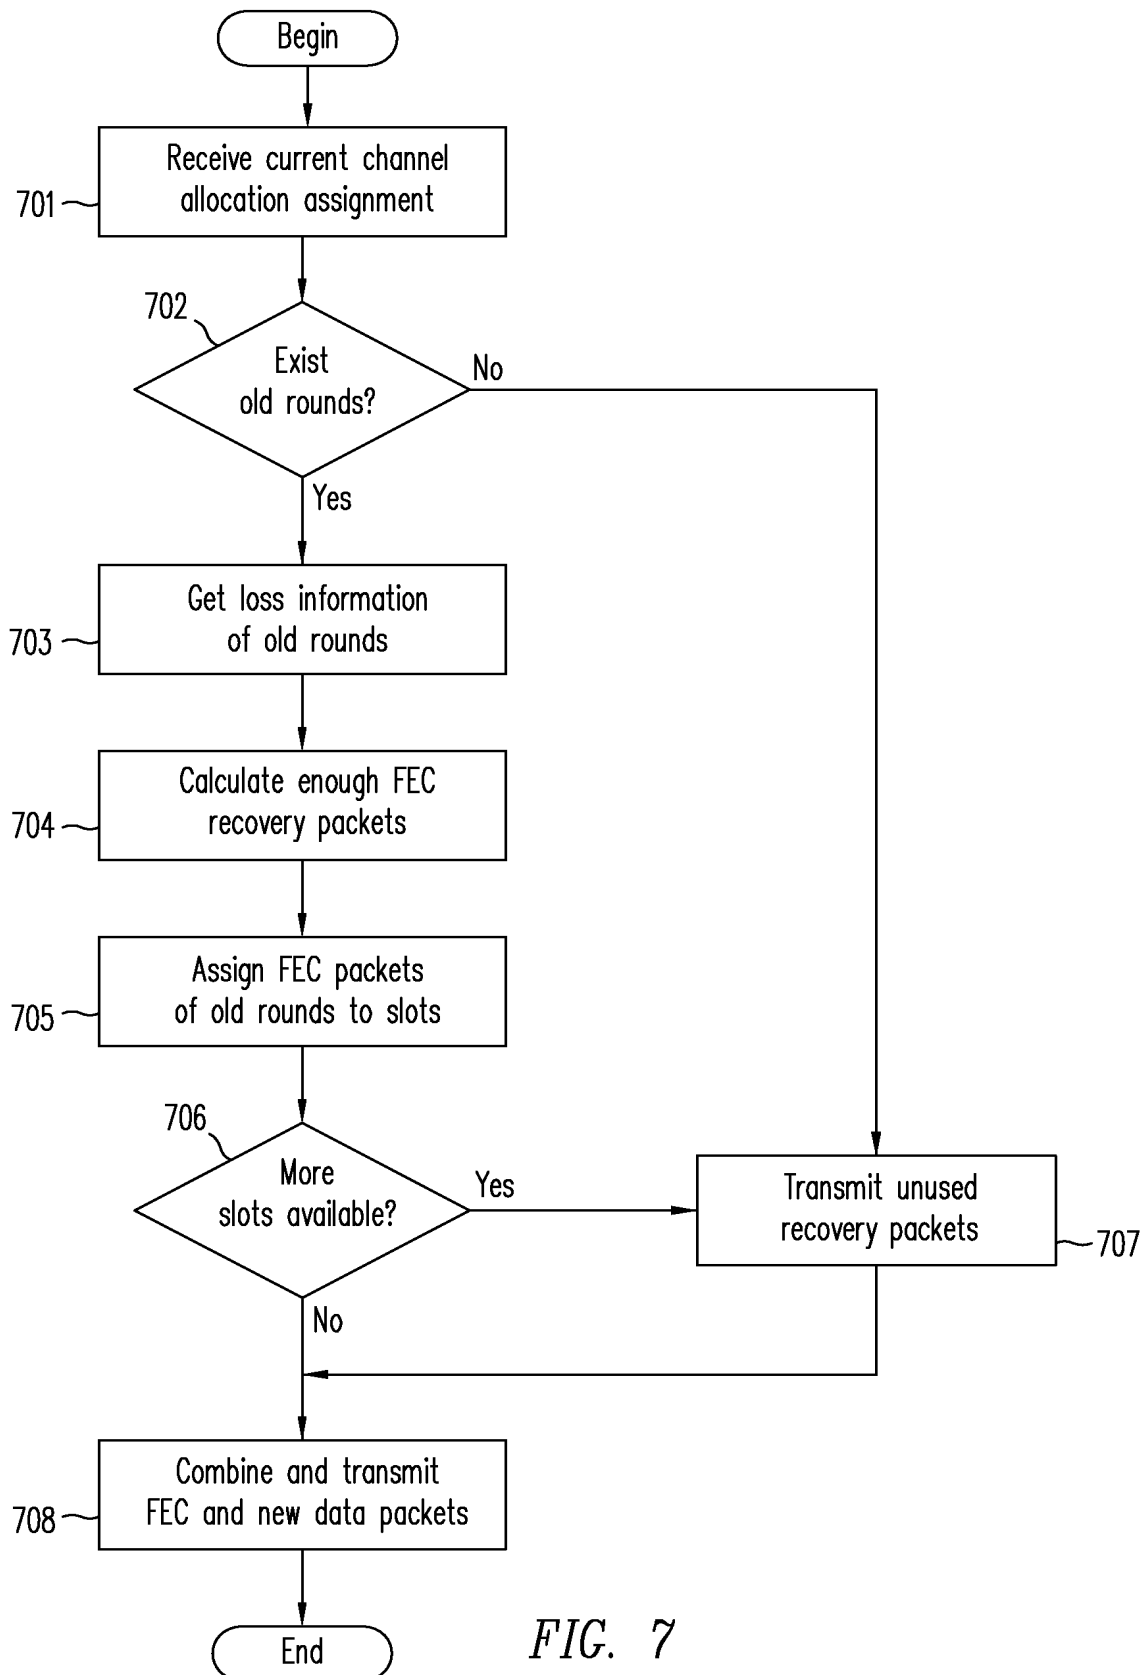 Begin
Receive current channel
allocation assignment
701
702
Exist
old rounds?
No
Yes
Get loss information
of old rounds
703
Calculate enough FEC
recovery packets
704
Assign FEC packets
of old rounds to slots
705
706
More
slots available?
Yes
Transmit unused
recovery packets
707
No
Combine and transmit
FEC and new data packets
708
End
FIG. 7